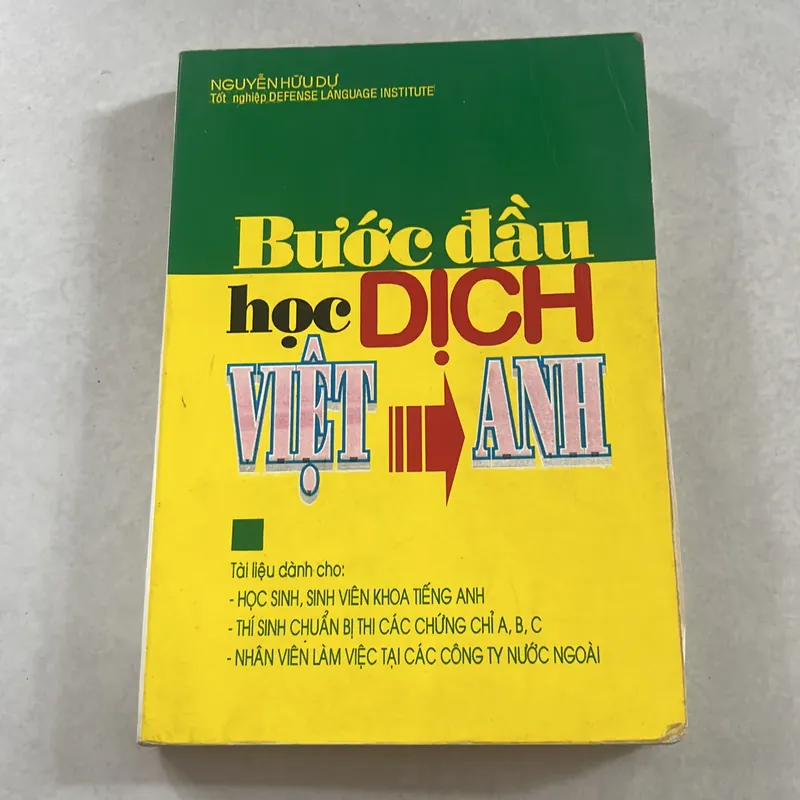 NGUYỄN HỮU DỰ
Tốt nghiệp DEFENSE LANGUAGE INSTITUTE
Bước đầu
học DỊCH
VIỆT ANH
Tài liệu dành cho:
- HỌC SINH, SINH VIÊN KHOA TIẾNG ANH
- THÍ SINH CHUẨN BỊ THI CÁC CHỨNG CHỈ A, B, C
- NHÂN VIÊN LÀM VIỆC TẠI CÁC CÔNG TY NƯỚC NGOÀI